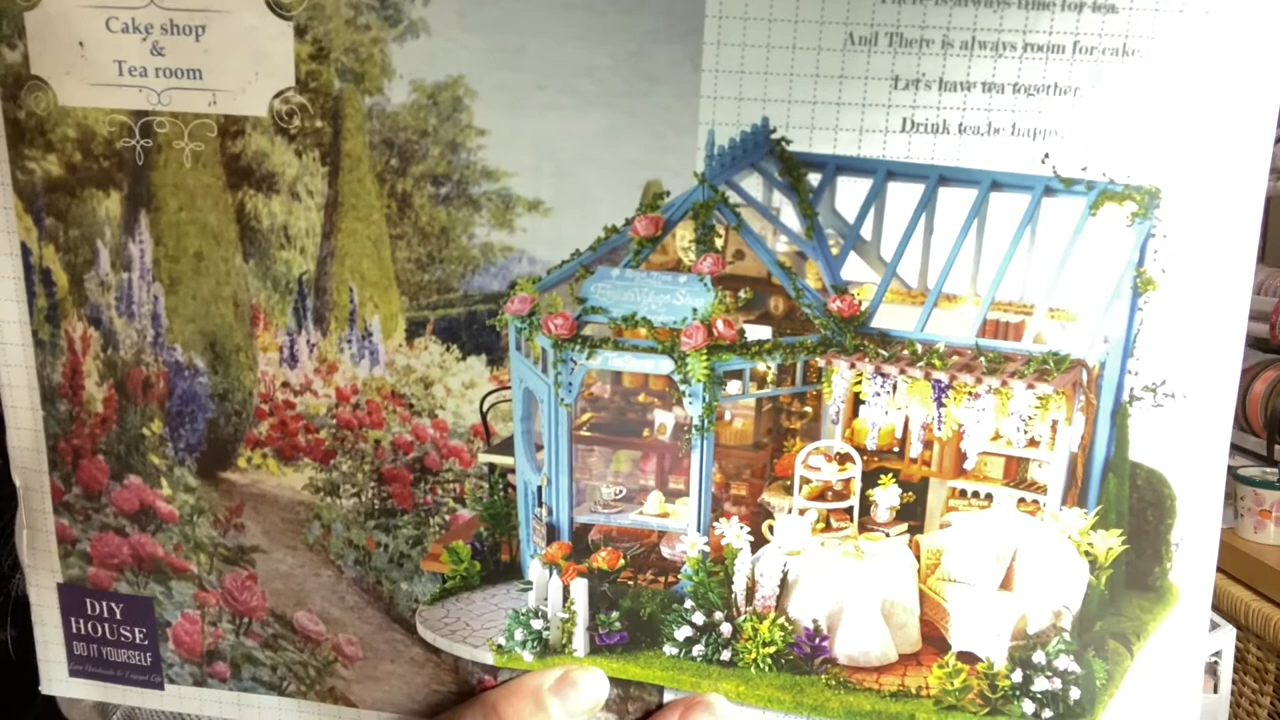 Cake shop
&
Tea room
There is always time for tea.
And There is always room for cake.
Let's have tea together.
Drink tea, be happy.
DIY
HOUSE
DO IT YOURSELF